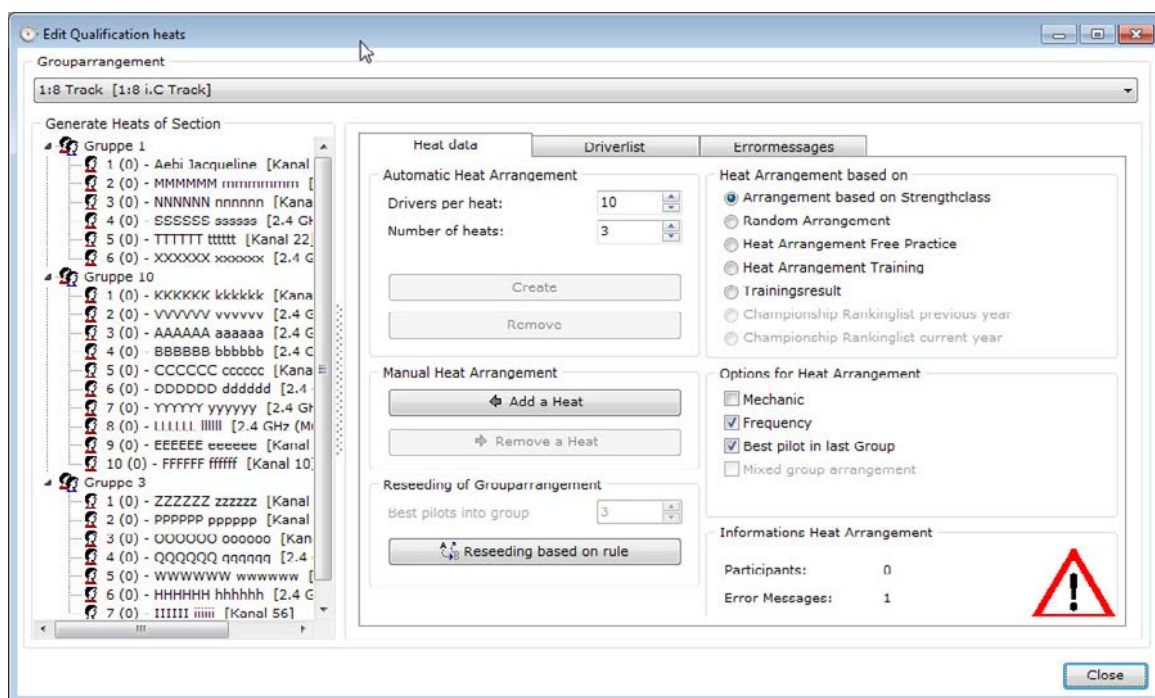 Edit Qualification heats
Grouparrangement
1:8 Track [1:8 i.C Track]
Generate Heats of Section
Gruppe 1
1 (0) - Aebi Jacqueline [Kanal
2 (0) - MMMMMM mmmmmm [
3 (0) - NNNNNN nnnnnn [Kana
4 (0) - SSSSSS ssssss [2.4 GH
5 (0) - TTTTTT tttttt [Kanal 22]
6 (0) - XXXXXX xxxxxx [2.4 G
Gruppe 10
1 (0) - KKKKKK kkkkkk [Kana
2 (0) - VVVVVV vvvvvv [2.4 G
3 (0) - AAAAAA aaaaaa [2.4 G
4 (0) - BBBBBB bbbbbb [2.4 G
5 (0) - CCCCCC cccccc [Kana
6 (0) - DDDDDD dddddd [2.4
7 (0) - YYYYYY yyyyyy [2.4 GH
8 (0) - LLLLLL llllll [2.4 GHz (M
9 (0) - EEEEEE eeeeee [Kanal
10 (0) - FFFFFF ffffff [Kanal 10]
Gruppe 3
1 (0) - ZZZZZZ zzzzzz [Kanal
2 (0) - PPPPPP pppppp [Kanal
3 (0) - OOOOOO oooooo [Kan
4 (0) - QQQQQQ qqqqqq [2.4
5 (0) - WWWWWW wwwwww [
6 (0) - HHHHHH hhhhhh [2.4 G
7 (0) - IIIIII iiiiii [Kanal 56]
Heat data
Driverlist
Errormessages
Automatic Heat Arrangement
Drivers per heat: 10
Number of heats: 3
Create
Remove
Manual Heat Arrangement
Add a Heat
Remove a Heat
Reseeding of Grouparrangement
Best pilots into group 3
Reseeding based on rule
Heat Arrangement based on
Arrangement based on Strengthclass
Random Arrangement
Heat Arrangement Free Practice
Heat Arrangement Training
Trainingsresult
Championship Rankinglist previous year
Championship Rankinglist current year
Options for Heat Arrangement
Mechanic
Frequency
Best pilot in last Group
Mixed group arrangement
Informations Heat Arrangement
Participants: 0
Error Messages: 1
Close